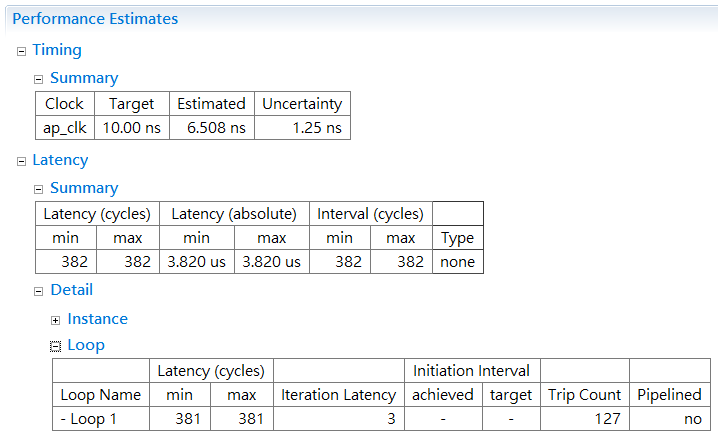 Performance Estimates
Timing
Summary
Clock Target Estimated Uncertainty
ap_clk 10.00 ns 6.508 ns 1.25 ns
Latency
Summary
Latency (cycles) Latency (absolute) Interval (cycles)
min max min max min max Type
382 382 3.820 us 3.820 us 382 382 none
Detail
Instance
Loop
Latency (cycles) Initiation Interval
Loop Name min max Iteration Latency achieved target Trip Count Pipelined
- Loop 1 381 381 3 - - 127 no